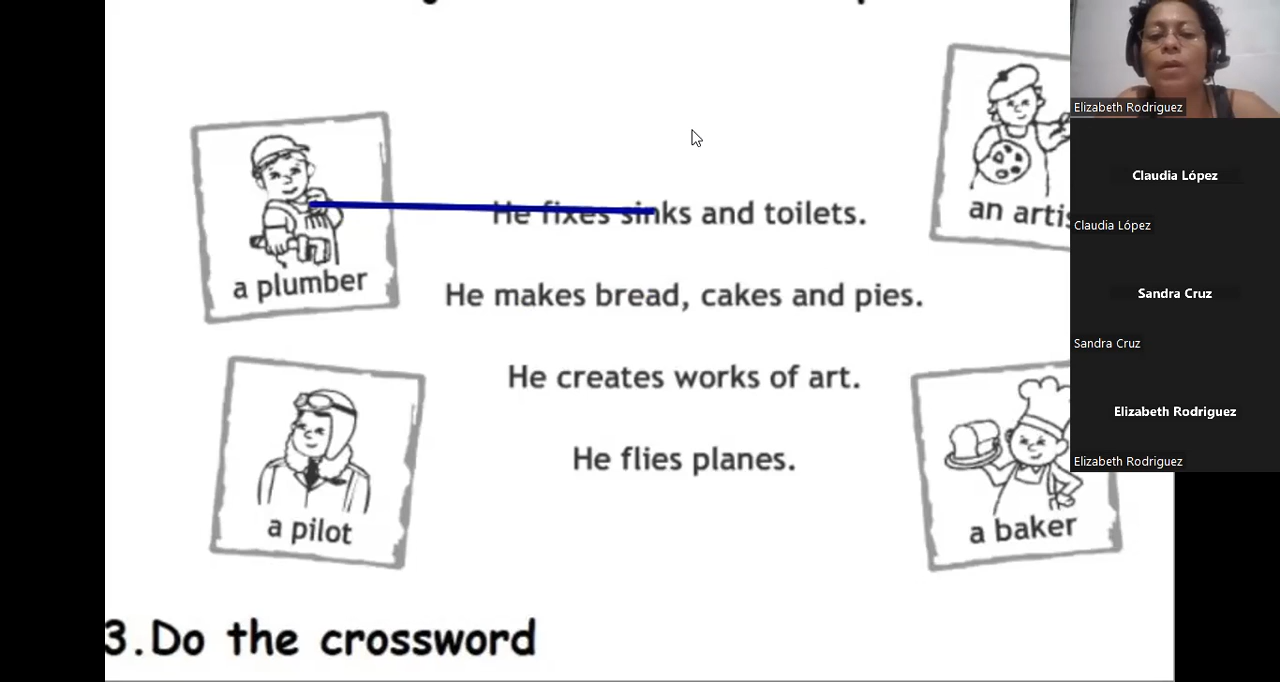 He fixes sinks and toilets.
a plumber
He makes bread, cakes and pies.
He creates works of art.
He flies planes.
a pilot
a baker
3.Do the crossword
Elizabeth Rodriguez
Claudia López
Claudia López
Sandra Cruz
Sandra Cruz
Elizabeth Rodriguez
Elizabeth Rodriguez